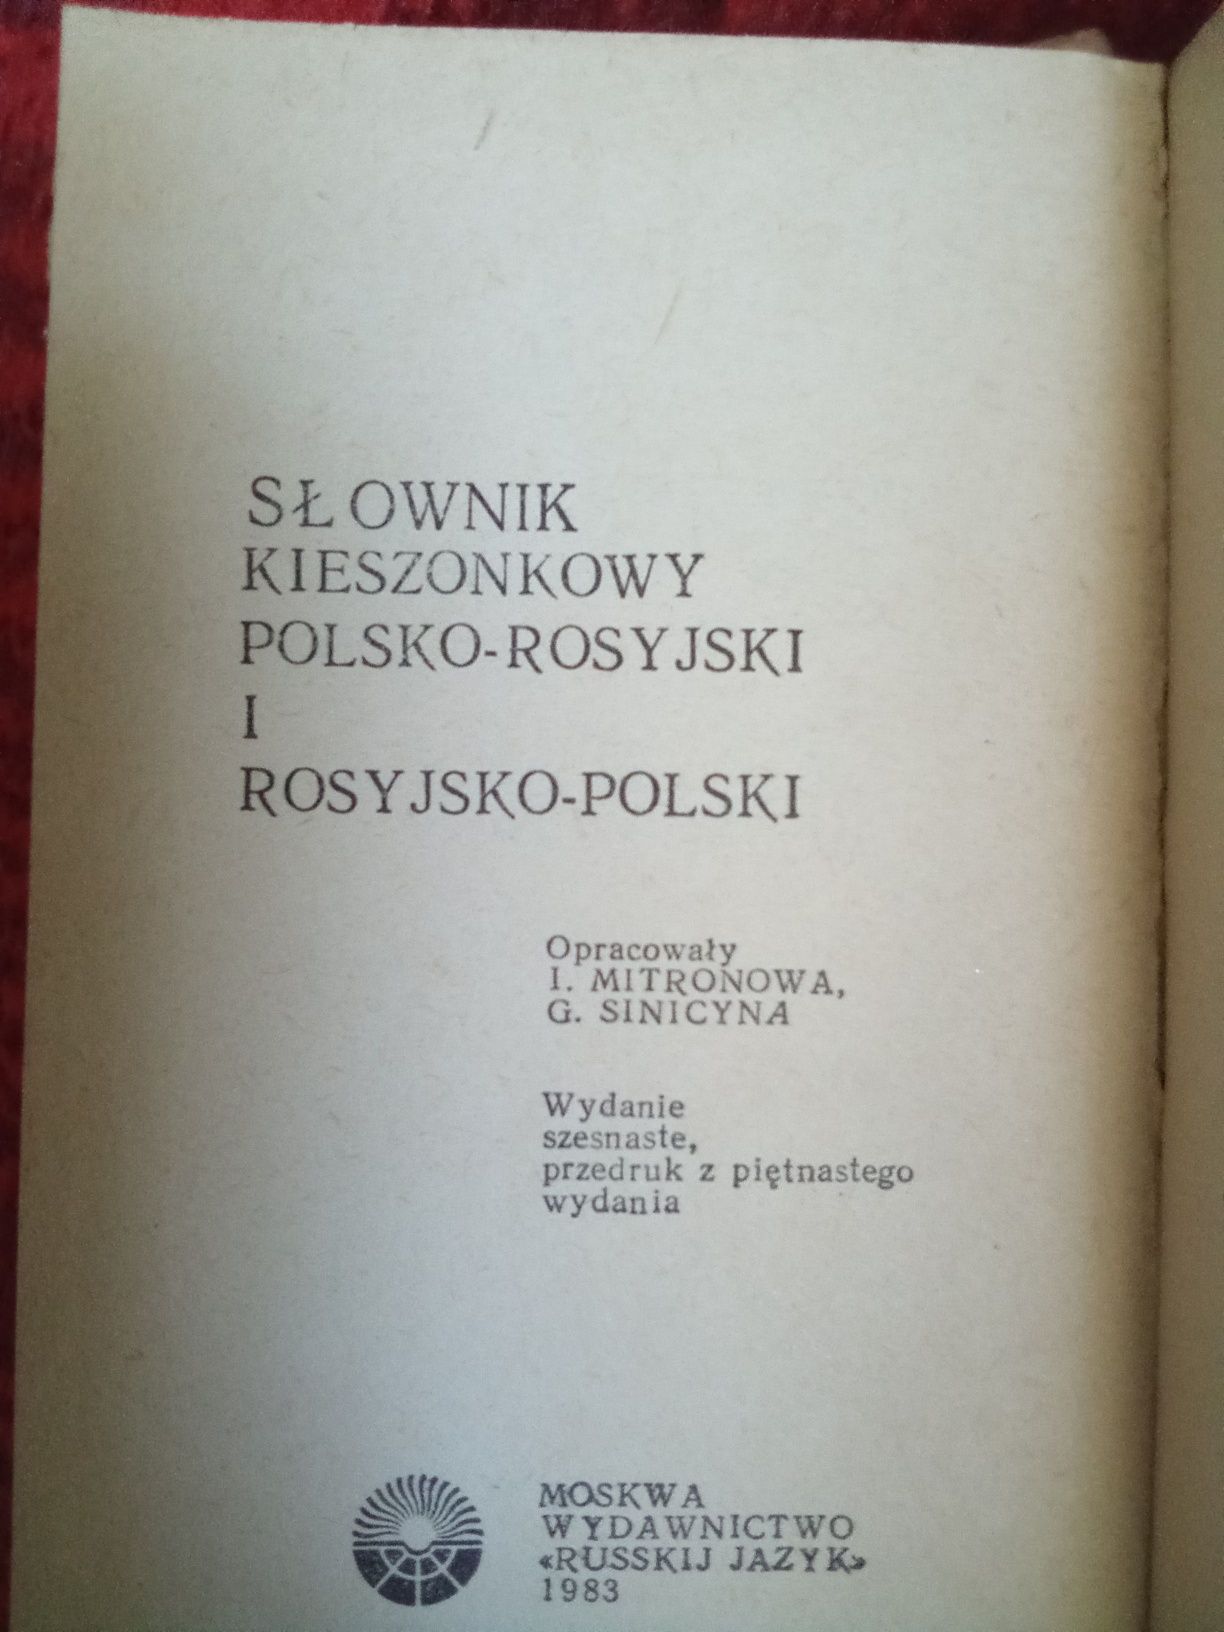 SŁOWNIK
KIESZONKOWY
POLSKO-ROSYJSKI
I
ROSYJSKO-POLSKI
Opracowały
I. MITRONOWA,
G. SINICYNA
Wydanie
szesnaste,
przedruk z piętnastego
wydania
MOSKWA
WYDAWNICTWO
«RUSSKIJ JAZYK»
1983